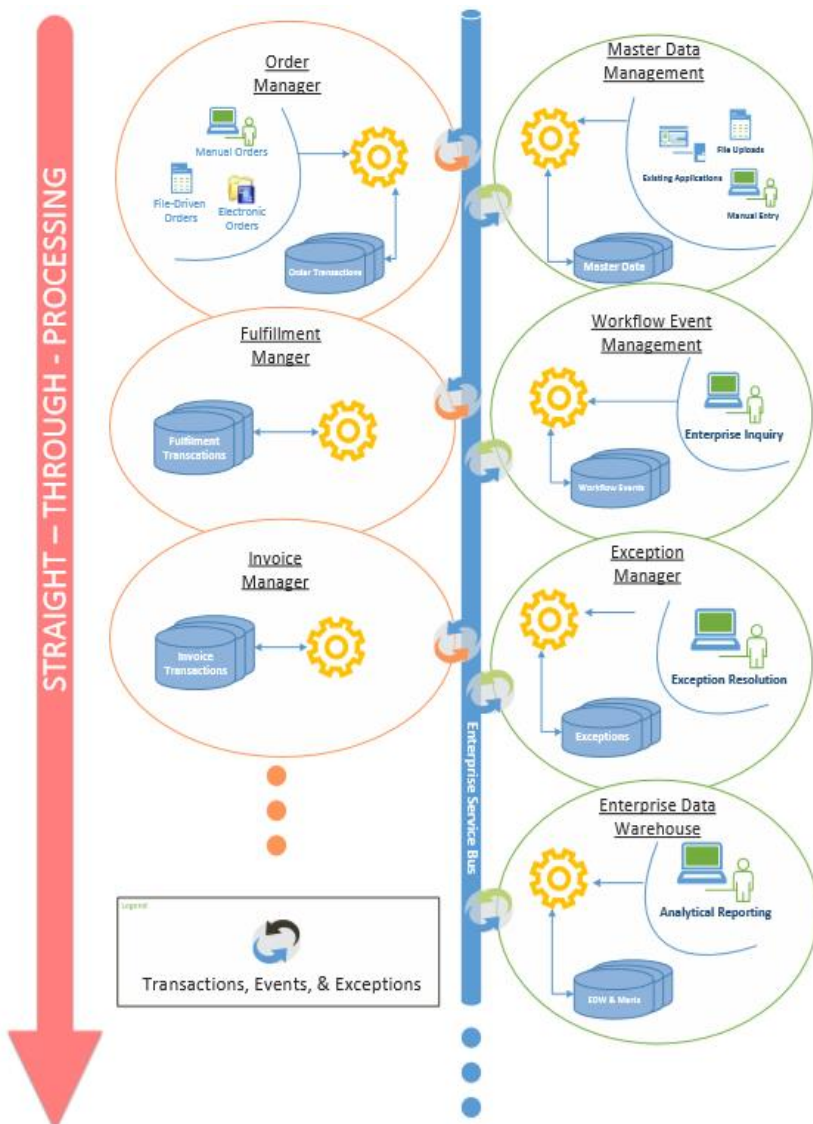 STRAIGHT – THROUGH - PROCESSING
Order
Manager
Manual Orders
File-Driven
Orders
Electronic
Orders
Order Transactions
Fulfillment
Manger
Fulfillment
Transcations
Invoice
Manager
Invoice
Transactions
Legend
Transactions, Events, & Exceptions
Enterprise Service Bus
Master Data
Management
File Uploads
Existing Applications
Manual Entry
Master Data
Workflow Event
Management
Enterprise Inquiry
Workflow Events
Exception
Manager
Exception Resolution
Exceptions
Enterprise Data
Warehouse
Analytical Reporting
EDW & Marts